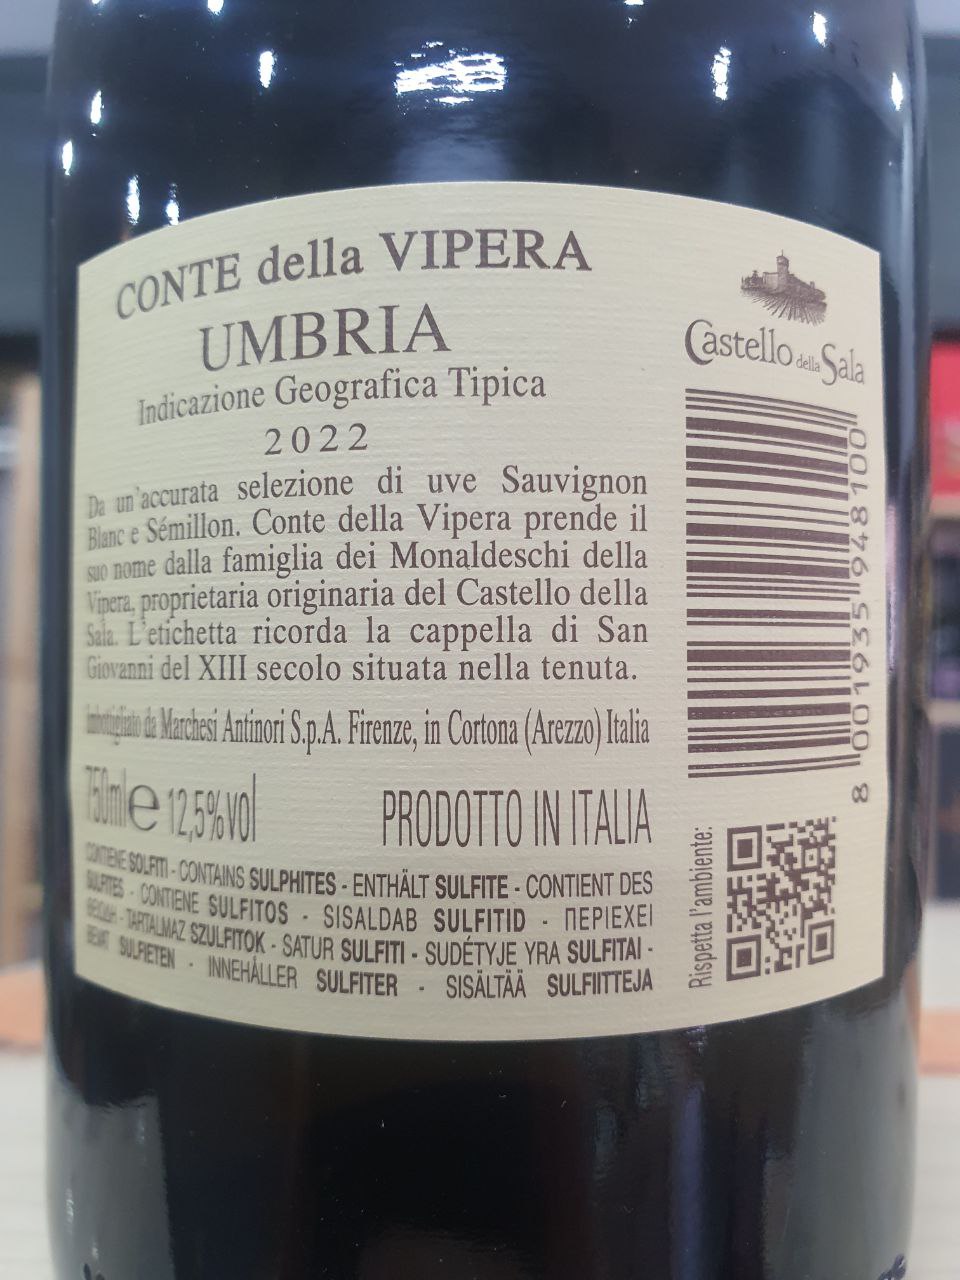 CONTE della VIPERA
UMBRIA
Indicazione Geografica Tipica
2022
Da un'accurata selezione di uve Sauvignon
Blanc e Sémillon. Conte della Vipera prende il
suo nome dalla famiglia dei Monaldeschi della
Vipera, proprietaria originaria del Castello della
Sala. L'etichetta ricorda la cappella di San
Giovanni del XIII secolo situata nella tenuta.
Imbottigliato da Marchesi Antinori S.p.A. Firenze, in Cortona (Arezzo) Italia
750ml e 12,5%vol
PRODOTTO IN ITALIA
CONTIENE SOLFITI - CONTAINS SULPHITES - ENTHÄLT SULFITE - CONTIENT DES
SULFITES - CONTIENE SULFITOS - SISALDAB SULFITID - ΠΕΡΙΕΧΕΙ
- TARTALMAZ SZULFITOK - SATUR SULFITI - SUDÉTYJE YRA SULFITAI -
BEVAT SULFIETEN - INNEHÅLLER SULFITER - SISÄLTÄÄ SULFIITTEJA
Castello della Sala
8 001935 948100
Rispetta l'ambiente: